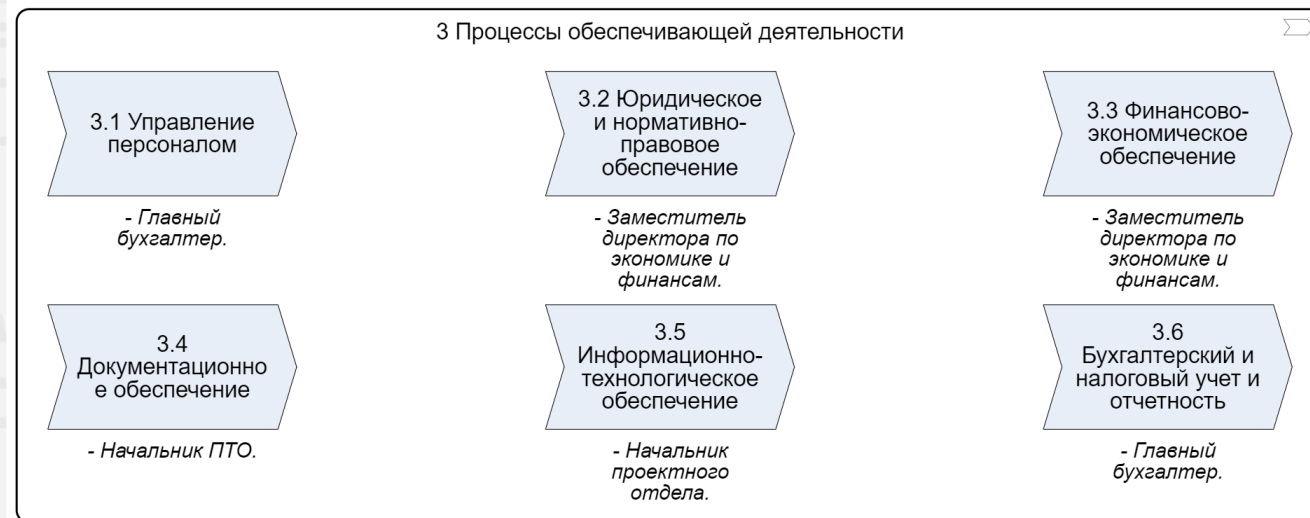 3 Процессы обеспечивающей деятельности
3.1 Управление
персоналом
- Главный
бухгалтер.
3.2 Юридическое
и нормативно-
правовое
обеспечение
- Заместитель
директора по
экономике и
финансам.
3.3 Финансово-
экономическое
обеспечение
- Заместитель
директора по
экономике и
финансам.
3.4
Документационно
е обеспечение
- Начальник ПТО.
3.5
Информационно-
технологическое
обеспечение
- Начальник
проектного
отдела.
3.6
Бухгалтерский и
налоговый учет и
отчетность
- Главный
бухгалтер.